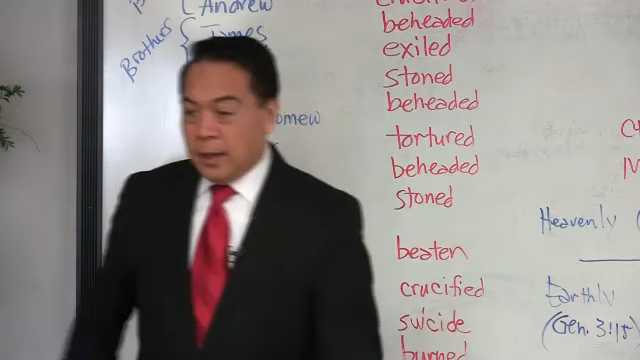 Andrew
Brothers
James
omew
beheaded
exiled
stoned
beheaded
tortured
beheaded
stoned
beaten
crucified
suicide
burned
Heavenly (
Earthly
(Gen. 3:15)